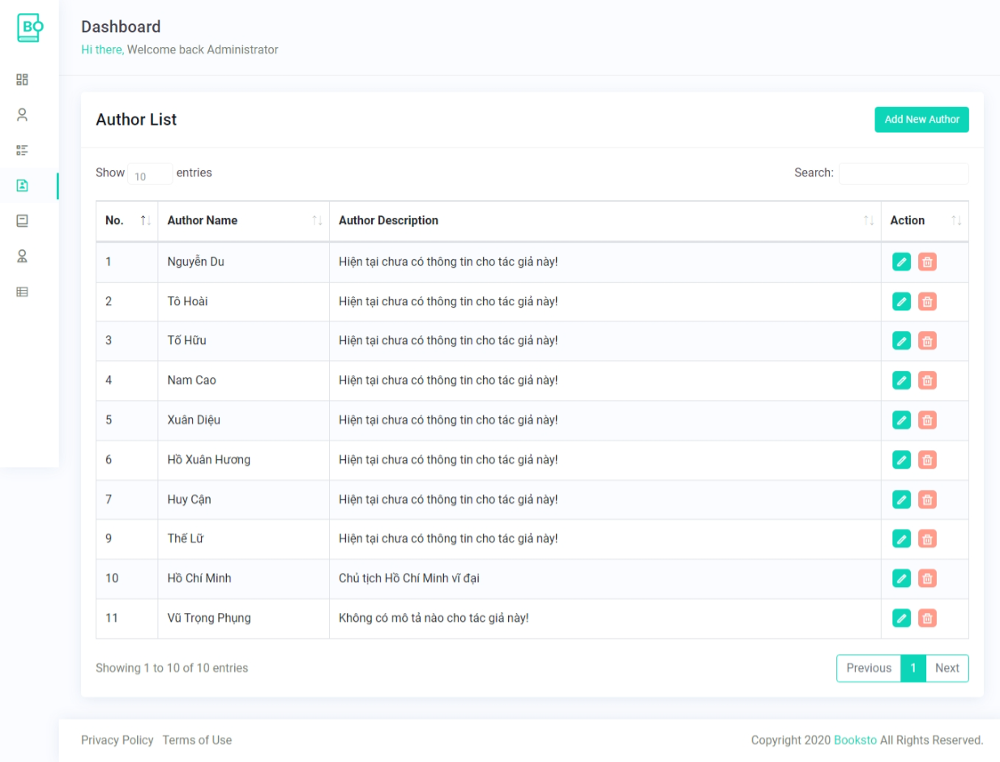 BO
Dashboard
Hi there, Welcome back Administrator
Author List
Add New Author
Show 10 entries
Search:
No. Author Name Author Description Action
1 Nguyễn Du Hiện tại chưa có thông tin cho tác giả này!
2 Tô Hoài Hiện tại chưa có thông tin cho tác giả này!
3 Tố Hữu Hiện tại chưa có thông tin cho tác giả này!
4 Nam Cao Hiện tại chưa có thông tin cho tác giả này!
5 Xuân Diệu Hiện tại chưa có thông tin cho tác giả này!
6 Hồ Xuân Hương Hiện tại chưa có thông tin cho tác giả này!
7 Huy Cận Hiện tại chưa có thông tin cho tác giả này!
9 Thế Lữ Hiện tại chưa có thông tin cho tác giả này!
10 Hồ Chí Minh Chủ tịch Hồ Chí Minh vĩ đại
11 Vũ Trọng Phụng Không có mô tả nào cho tác giả này!
Showing 1 to 10 of 10 entries
Previous 1 Next
Privacy Policy Terms of Use
Copyright 2020 Booksto All Rights Reserved.